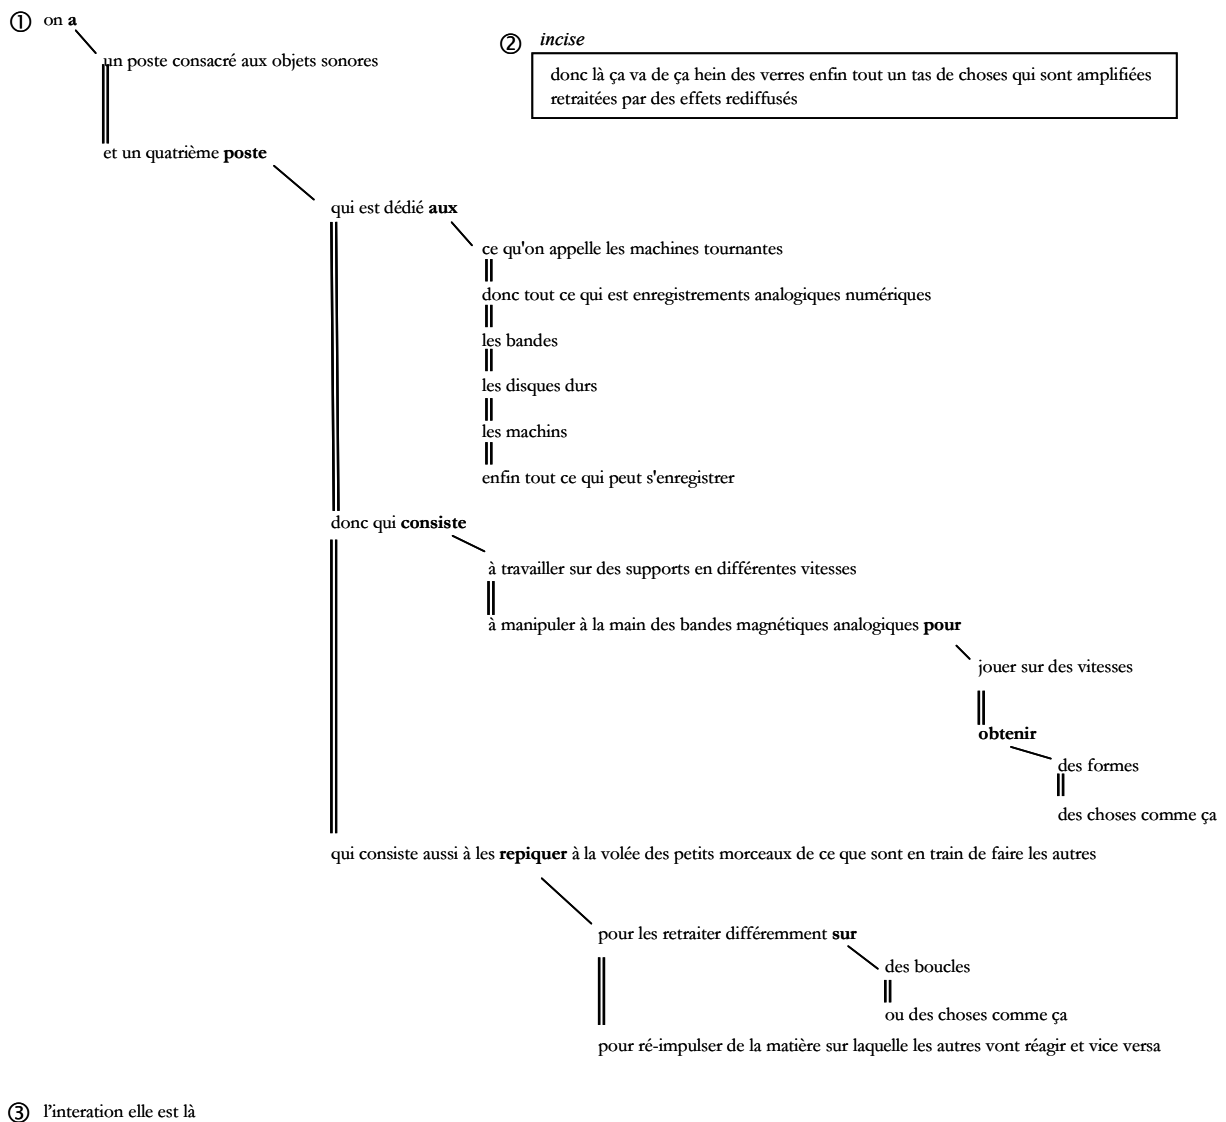 ① on a
un poste consacré aux objets sonores
② incise
donc là ça va de ça hein des verres enfin tout un tas de choses qui sont amplifiées
retraitées par des effets rediffusés
et un quatrième poste
qui est dédié aux
ce qu'on appelle les machines tournantes
donc tout ce qui est enregistrements analogiques numériques
les bandes
les disques durs
les machins
enfin tout ce qui peut s'enregistrer
donc qui consiste
à travailler sur des supports en différentes vitesses
à manipuler à la main des bandes magnétiques analogiques pour
jouer sur des vitesses
obtenir
des formes
des choses comme ça
qui consiste aussi à les repiquer à la volée des petits morceaux de ce que sont en train de faire les autres
pour les retraiter différemment sur
des boucles
ou des choses comme ça
pour ré-impulser de la matière sur laquelle les autres vont réagir et vice versa
③ l'interation elle est là